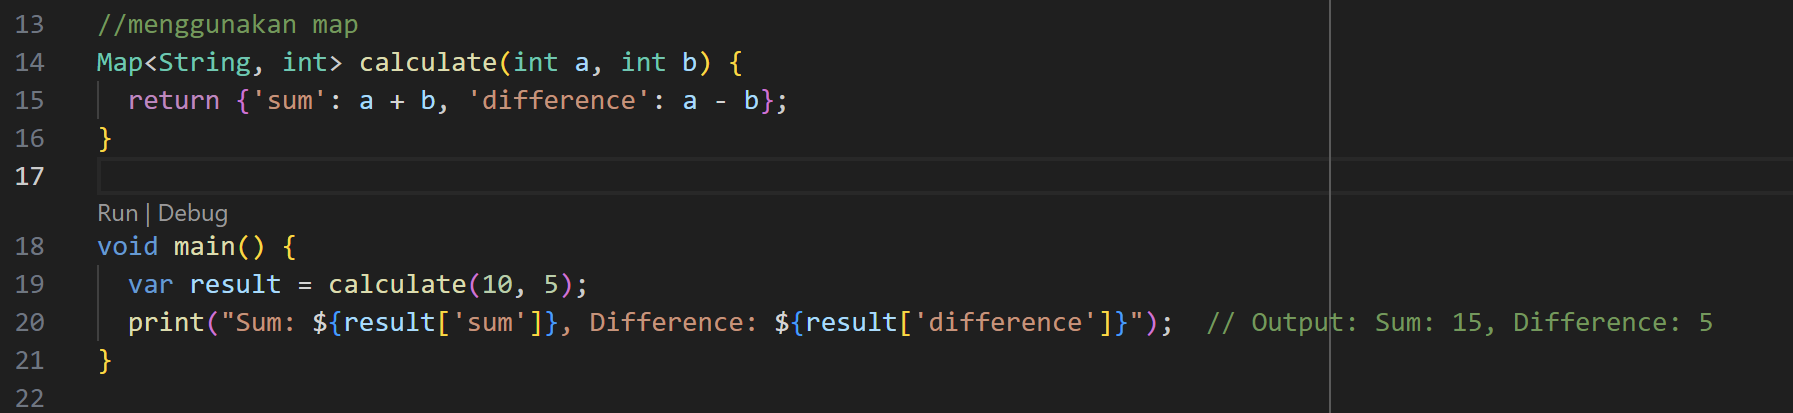 13 //menggunakan map
14 Map<String, int> calculate(int a, int b) {
15 return {'sum': a + b, 'difference': a - b};
16 }
17
Run | Debug
18 void main() {
19 var result = calculate(10, 5);
20 print("Sum: ${result['sum']}, Difference: ${result['difference']}"); // Output: Sum: 15, Difference: 5
21 }
22